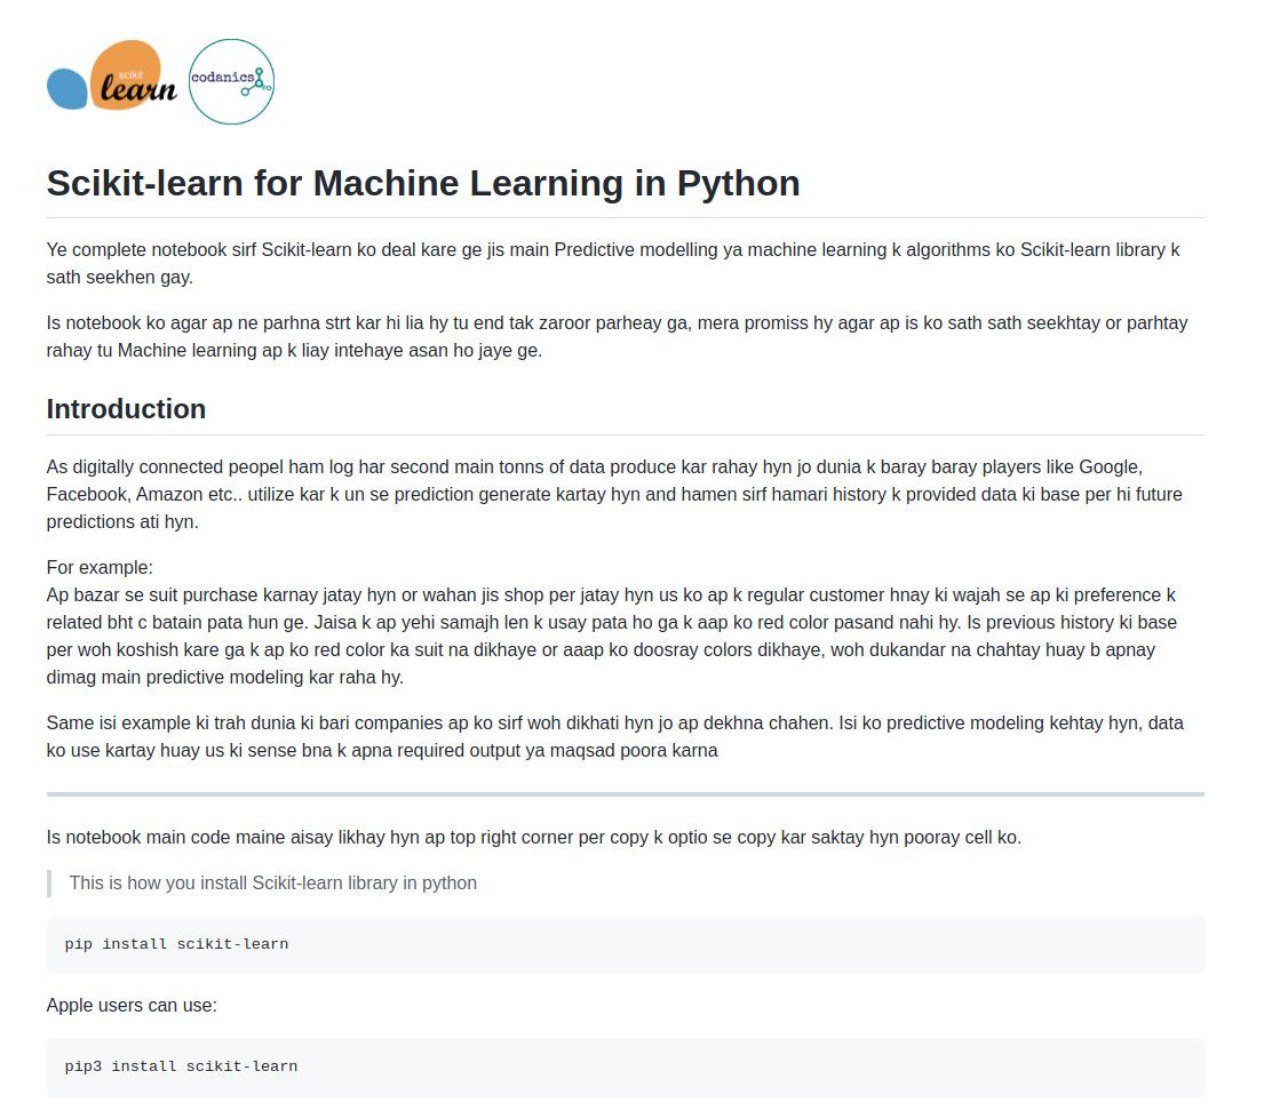 scikit
learn
codanics
Scikit-learn for Machine Learning in Python
Ye complete notebook sirf Scikit-learn ko deal kare ge jis main Predictive modelling ya machine learning k algorithms ko Scikit-learn library k
sath seekhen gay.
Is notebook ko agar ap ne parhna strt kar hi lia hy tu end tak zaroor parheay ga, mera promiss hy agar ap is ko sath sath seekhtay or parhtay
rahay tu Machine learning ap k liay intehaye asan ho jaye ge.
Introduction
As digitally connected peopel ham log har second main tonns of data produce kar rahay hyn jo dunia k baray baray players like Google,
Facebook, Amazon etc.. utilize kar k un se prediction generate kartay hyn and hamen sirf hamari history k provided data ki base per hi future
predictions ati hyn.
For example:
Ap bazar se suit purchase karnay jatay hyn or wahan jis shop per jatay hyn us ko ap k regular customer hnay ki wajah se ap ki preference k
related bht c batain pata hun ge. Jaisa k ap yehi samajh len k usay pata ho ga k aap ko red color pasand nahi hy. Is previous history ki base
per woh koshish kare ga k ap ko red color ka suit na dikhaye or aaap ko doosray colors dikhaye, woh dukandar na chahtay huay b apnay
dimag main predictive modeling kar raha hy.
Same isi example ki trah dunia ki bari companies ap ko sirf woh dikhati hyn jo ap dekhna chahen. Isi ko predictive modeling kehtay hyn, data
ko use kartay huay us ki sense bna k apna required output ya maqsad poora karna
Is notebook main code maine aisay likhay hyn ap top right corner per copy k optio se copy kar saktay hyn pooray cell ko.
This is how you install Scikit-learn library in python
pip install scikit-learn
Apple users can use:
pip3 install scikit-learn